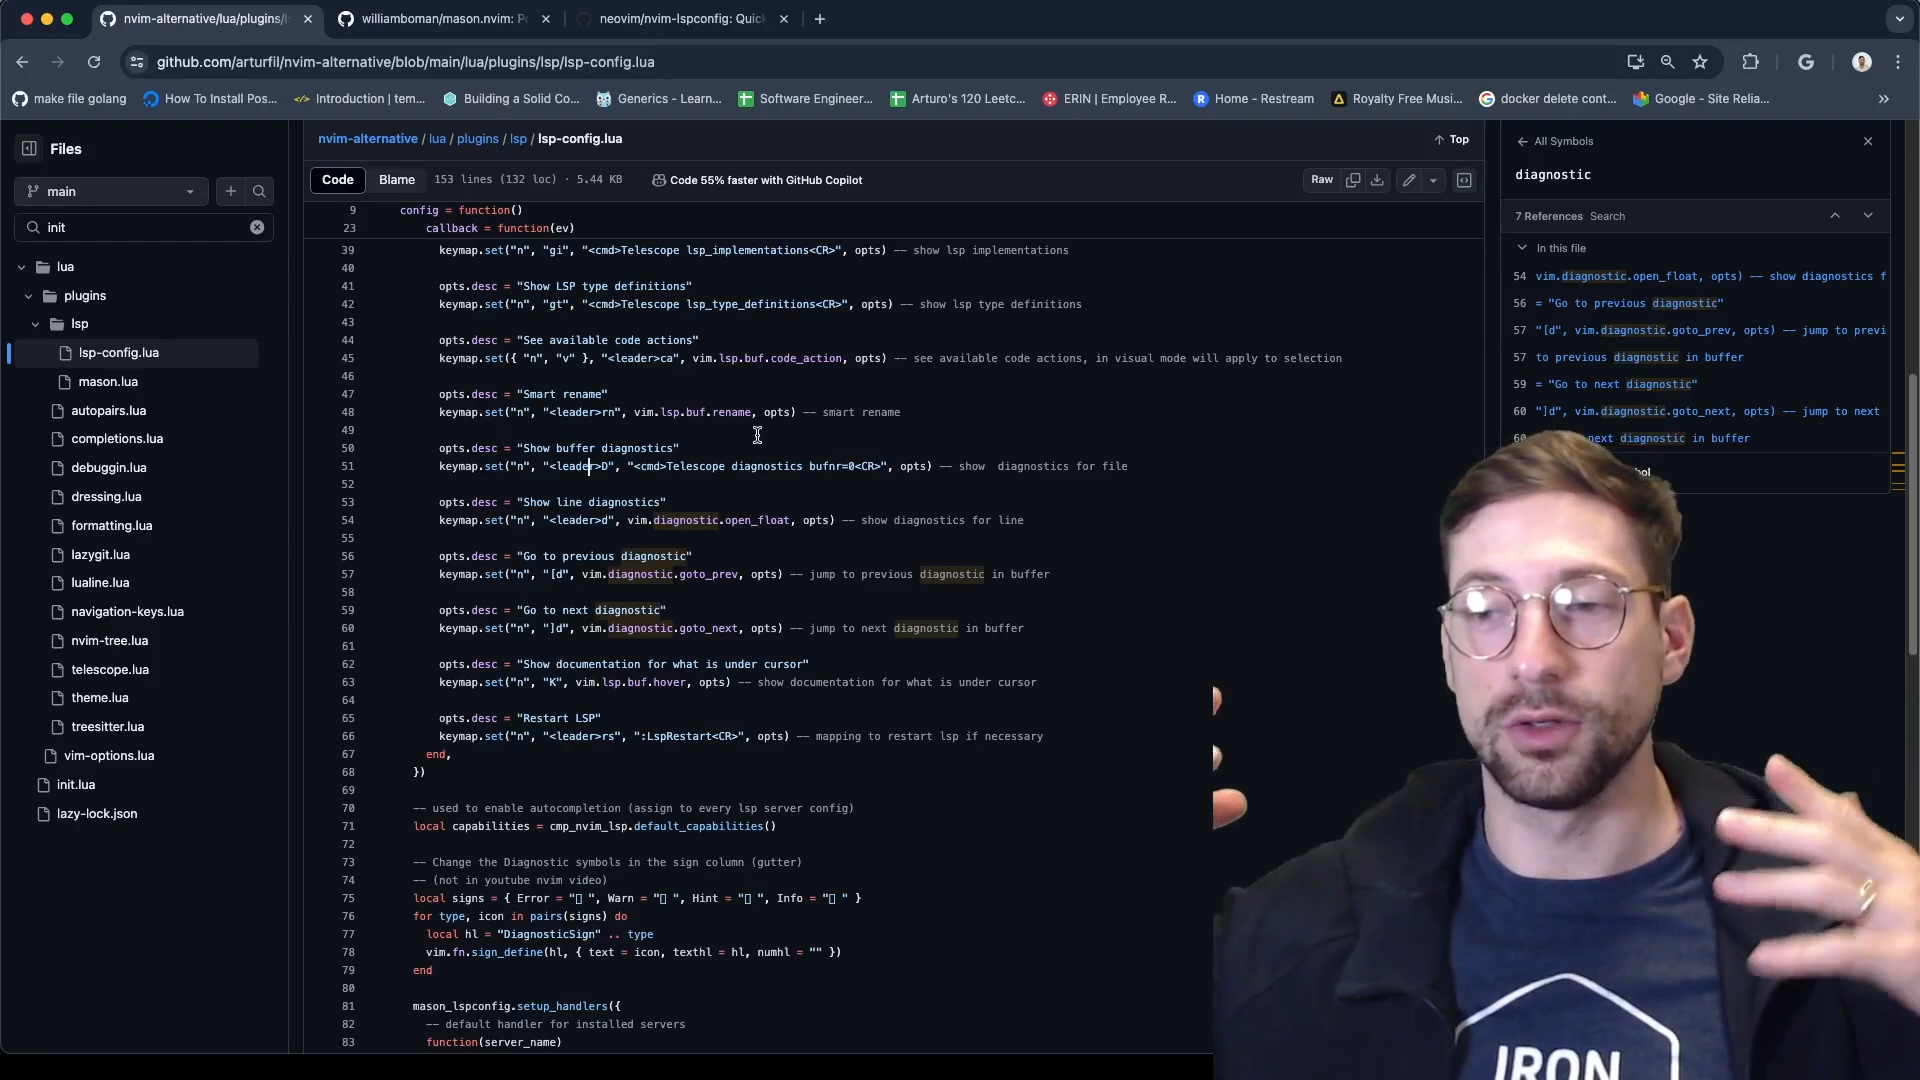 nvim-alternative/lua/plugins/l
williamboman/mason.nvim: P
neovim/nvim-lspconfig: Quick
github.com/arturfil/nvim-alternative/blob/main/lua/plugins/lsp/lsp-config.lua
make file golang
How To Install Pos...
Introduction | tem...
Building a Solid Co...
Generics - Learn...
Software Engineer...
Arturo's 120 Leetc...
ERIN | Employee R...
Home - Restream
Royalty Free Musi...
docker delete cont...
Google - Site Relia...
Files
main
init
lua
plugins
lsp
lsp-config.lua
mason.lua
autopairs.lua
completions.lua
debuggin.lua
dressing.lua
formatting.lua
lazygit.lua
lualine.lua
navigation-keys.lua
nvim-tree.lua
telescope.lua
theme.lua
treesitter.lua
vim-options.lua
init.lua
lazy-lock.json
nvim-alternative / lua / plugins / lsp / lsp-config.lua
Top
Code Blame 153 lines (132 loc) · 5.44 KB Code 55% faster with GitHub Copilot
Raw
9 config = function()
23 callback = function(ev)
39 keymap.set("n", "gi", "<cmd>Telescope lsp_implementations<CR>", opts) -- show lsp implementations
40
41 opts.desc = "Show LSP type definitions"
42 keymap.set("n", "gt", "<cmd>Telescope lsp_type_definitions<CR>", opts) -- show lsp type definitions
43
44 opts.desc = "See available code actions"
45 keymap.set({ "n", "v" }, "<leader>ca", vim.lsp.buf.code_action, opts) -- see available code actions, in visual mode will apply to selection
46
47 opts.desc = "Smart rename"
48 keymap.set("n", "<leader>rn", vim.lsp.buf.rename, opts) -- smart rename
49
50 opts.desc = "Show buffer diagnostics"
51 keymap.set("n", "<leader>D", "<cmd>Telescope diagnostics bufnr=0<CR>", opts) -- show  diagnostics for file
52
53 opts.desc = "Show line diagnostics"
54 keymap.set("n", "<leader>d", vim.diagnostic.open_float, opts) -- show diagnostics for line
55
56 opts.desc = "Go to previous diagnostic"
57 keymap.set("n", "[d", vim.diagnostic.goto_prev, opts) -- jump to previous diagnostic in buffer
58
59 opts.desc = "Go to next diagnostic"
60 keymap.set("n", "]d", vim.diagnostic.goto_next, opts) -- jump to next diagnostic in buffer
61
62 opts.desc = "Show documentation for what is under cursor"
63 keymap.set("n", "K", vim.lsp.buf.hover, opts) -- show documentation for what is under cursor
64
65 opts.desc = "Restart LSP"
66 keymap.set("n", "<leader>rs", ":LspRestart<CR>", opts) -- mapping to restart lsp if necessary
67 end,
68 })
69
70 -- used to enable autocompletion (assign to every lsp server config)
71 local capabilities = cmp_nvim_lsp.default_capabilities()
72
73 -- Change the Diagnostic symbols in the sign column (gutter)
74 -- (not in youtube nvim video)
75 local signs = { Error = " ", Warn = " ", Hint = " ", Info = " " }
76 for type, icon in pairs(signs) do
77 local hl = "DiagnosticSign" .. type
78 vim.fn.sign_define(hl, { text = icon, texthl = hl, numhl = "" })
79 end
80
81 mason_lspconfig.setup_handlers({
82 -- default handler for installed servers
83 function(server_name)
All Symbols
diagnostic
7 References Search
In this file
54 vim.diagnostic.open_float, opts) -- show diagnostics f
56 = "Go to previous diagnostic"
57 "[d", vim.diagnostic.goto_prev, opts) -- jump to previ
57 to previous diagnostic in buffer
59 = "Go to next diagnostic"
60 "]d", vim.diagnostic.goto_next, opts) -- jump to next
60 next diagnostic in buffer
IRON